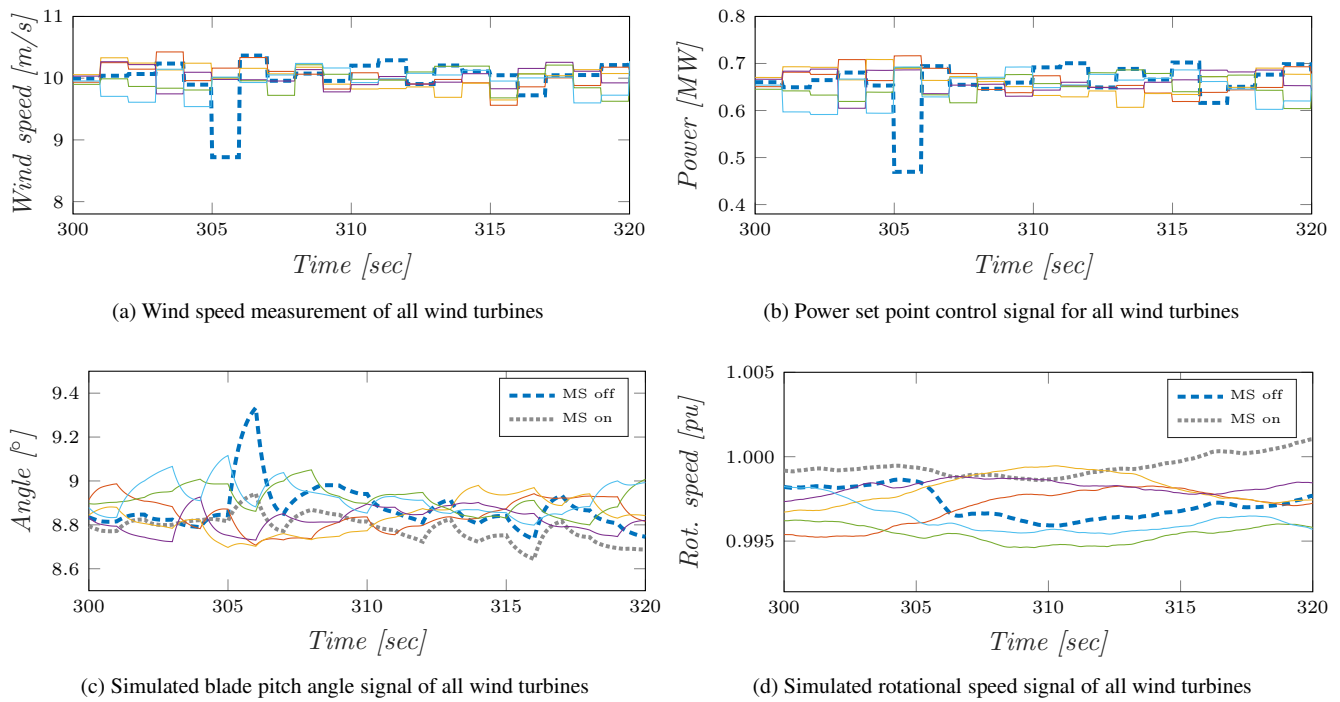 Wind speed [m/s]
11
10
9
8
300
305
310
315
320
Time [sec]
(a) Wind speed measurement of all wind turbines
Power [MW]
0.8
0.7
0.6
0.5
0.4
300
305
310
315
320
Time [sec]
(b) Power set point control signal for all wind turbines
Angle [°]
9.4
9.2
9
8.8
8.6
MS off
MS on
300
305
310
315
320
Time [sec]
(c) Simulated blade pitch angle signal of all wind turbines
Rot. speed [pu]
1.005
1.000
0.995
MS off
MS on
300
305
310
315
320
Time [sec]
(d) Simulated rotational speed signal of all wind turbines